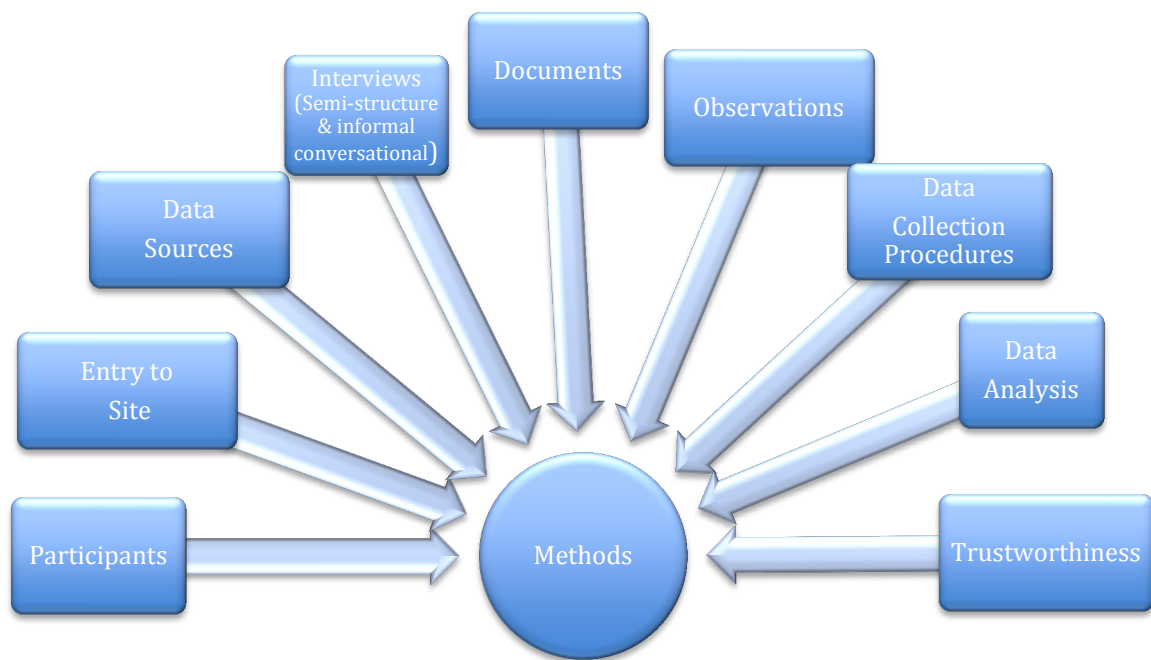 Documents
Interviews
(Semi-structure
& informal
conversational)
Observations
Data
Sources
Data
Collection
Procedures
Entry to
Site
Data
Analysis
Participants
Methods
Trustworthiness